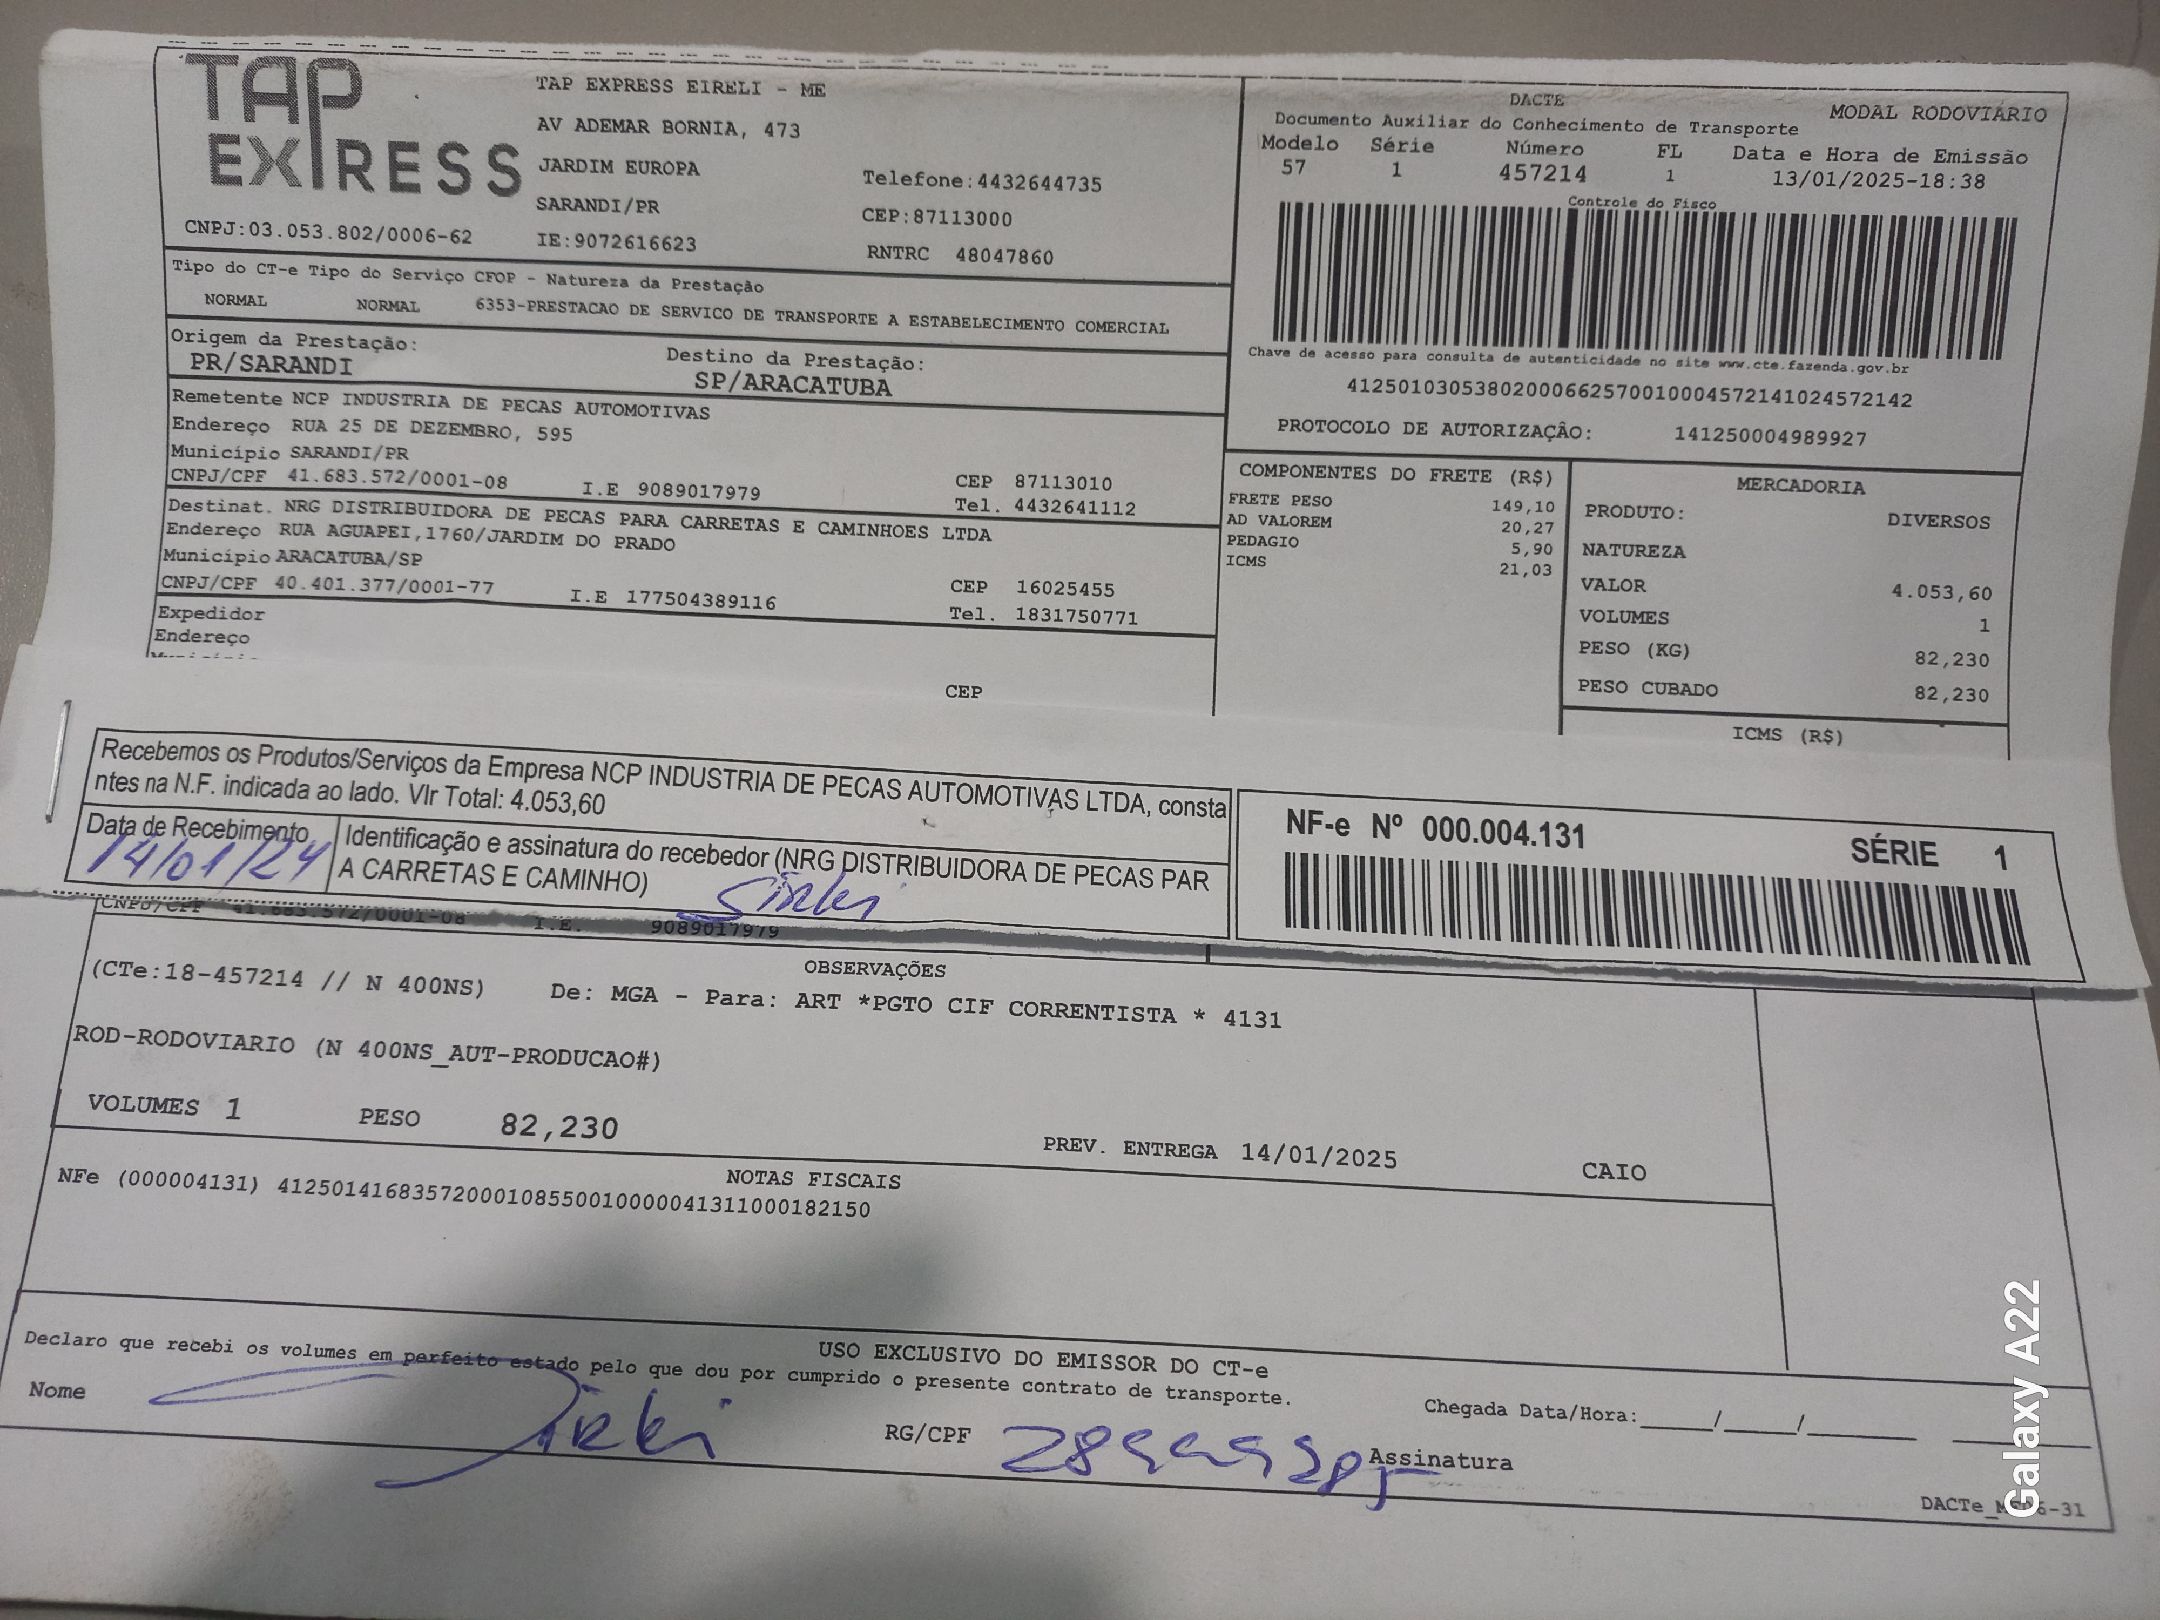 TAP EXPRESS
TAP EXPRESS EIRELI - ME
AV ADEMAR BORNIA, 473
JARDIM EUROPA
Telefone:4432644735
SARANDI/PR
CEP:87113000
CNPJ:03.053.802/0006-62
IE:9072616623
RNTRC 48047860
DACTE
MODAL RODOVIARIO
Documento Auxiliar do Conhecimento de Transporte
Modelo Série Número FL Data e Hora de Emissão
57 1 457214 1 13/01/2025-18:38
Controle do Fisco
Chave de acesso para consulta de autenticidade no site www.cte.fazenda.gov.br
41250103053802000662570010004572141024572142
PROTOCOLO DE AUTORIZAÇÂO: 141250004989927
Tipo do CT-e Tipo do Serviço CFOP - Natureza da Prestação
NORMAL NORMAL 6353-PRESTACAO DE SERVICO DE TRANSPORTE A ESTABELECIMENTO COMERCIAL
Origem da Prestação: Destino da Prestação:
PR/SARANDI SP/ARACATUBA
Remetente NCP INDUSTRIA DE PECAS AUTOMOTIVAS
Endereço RUA 25 DE DEZEMBRO, 595
Município SARANDI/PR CEP 87113010
CNPJ/CPF 41.683.572/0001-08 I.E 9089017979 Tel. 4432641112
Destinat. NRG DISTRIBUIDORA DE PECAS PARA CARRETAS E CAMINHOES LTDA
Endereço RUA AGUAPEI,1760/JARDIM DO PRADO
Município ARACATUBA/SP CEP 16025455
CNPJ/CPF 40.401.377/0001-77 I.E 177504389116 Tel. 1831750771
Expedidor
Endereço
CEP
COMPONENTES DO FRETE (R$)
FRETE PESO 149,10
AD VALOREM 20,27
PEDAGIO 5,90
ICMS 21,03
MERCADORIA
PRODUTO: DIVERSOS
NATUREZA
VALOR 4.053,60
VOLUMES 1
PESO (KG) 82,230
PESO CUBADO 82,230
ICMS (R$)
Recebemos os Produtos/Serviços da Empresa NCP INDUSTRIA DE PECAS AUTOMOTIVAS LTDA, consta
ntes na N.F. indicada ao lado. Vlr Total: 4.053,60
Data de Recebimento
14/01/24
Identificação e assinatura do recebedor (NRG DISTRIBUIDORA DE PECAS PAR
A CARRETAS E CAMINHO)
NF-e Nº 000.004.131 SÉRIE 1
CNPJ/CPF 41.683.572/0001-08 I.E. 9089017979
OBSERVAÇÕES
(CTe:18-457214 // N 400NS) De: MGA - Para: ART *PGTO CIF CORRENTISTA * 4131
ROD-RODOVIARIO (N 400NS_AUT-PRODUCAO#)
VOLUMES 1 PESO 82,230 PREV. ENTREGA 14/01/2025 CAIO
NOTAS FISCAIS
NFe (000004131) 41250141683572000108550010000041311000182150
USO EXCLUSIVO DO EMISSOR DO CT-e
Declaro que recebi os volumes em perfeito estado pelo que dou por cumprido o presente contrato de transporte.
Nome RG/CPF Assinatura
Chegada Data/Hora:_____/_____/________
Galaxy A22